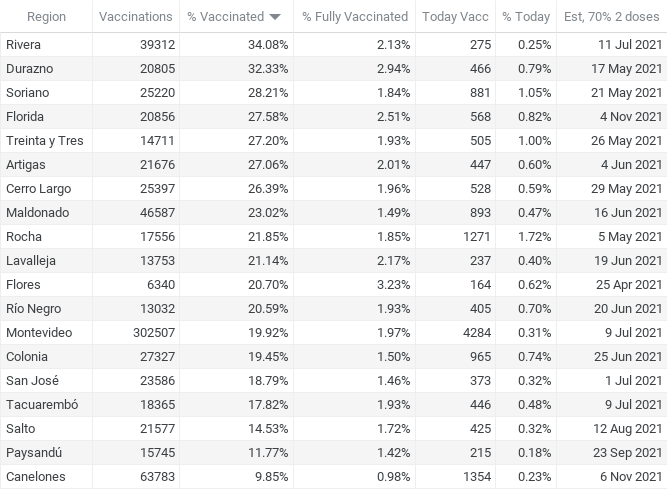 Region Vaccinations % Vaccinated % Fully Vaccinated Today Vacc % Today Est, 70% 2 doses
Rivera 39312 34.08% 2.13% 275 0.25% 11 Jul 2021
Durazno 20805 32.33% 2.94% 466 0.79% 17 May 2021
Soriano 25220 28.21% 1.84% 881 1.05% 21 May 2021
Florida 20856 27.58% 2.51% 568 0.82% 4 Nov 2021
Treinta y Tres 14711 27.20% 1.93% 505 1.00% 26 May 2021
Artigas 21676 27.06% 2.01% 447 0.60% 4 Jun 2021
Cerro Largo 25397 26.39% 1.96% 528 0.59% 29 May 2021
Maldonado 46587 23.02% 1.49% 893 0.47% 16 Jun 2021
Rocha 17556 21.85% 1.85% 1271 1.72% 5 May 2021
Lavalleja 13753 21.14% 2.17% 237 0.40% 19 Jun 2021
Flores 6340 20.70% 3.23% 164 0.62% 25 Apr 2021
Río Negro 13032 20.59% 1.93% 405 0.70% 20 Jun 2021
Montevideo 302507 19.92% 1.97% 4284 0.31% 9 Jul 2021
Colonia 27327 19.45% 1.50% 965 0.74% 25 Jun 2021
San José 23586 18.79% 1.46% 373 0.32% 1 Jul 2021
Tacuarembó 18365 17.82% 1.93% 446 0.48% 9 Jul 2021
Salto 21577 14.53% 1.72% 425 0.32% 12 Aug 2021
Paysandú 15745 11.77% 1.42% 215 0.18% 23 Sep 2021
Canelones 63783 9.85% 0.98% 1354 0.23% 6 Nov 2021